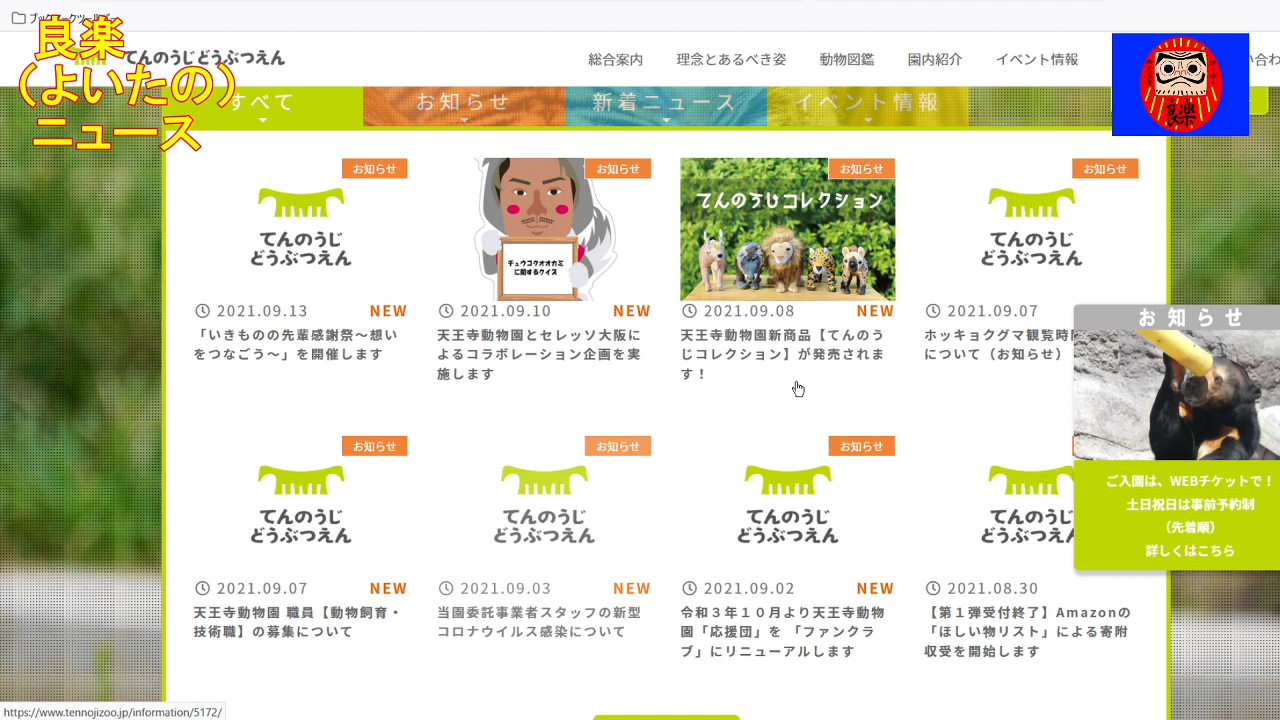 良楽
（よいたの）
ニュース
てんのうじどうぶつえん
総合案内
理念とあるべき姿
動物図鑑
園内紹介
イベント情報
良楽
すべて
お知らせ
新着ニュース
イベント情報
お知らせ
てんのうじ
どうぶつえん
2021.09.13
NEW
「いきものの先輩感謝祭～想い
をつなごう～」を開催します
お知らせ
チュウゴクオオカミ
に関するクイズ
2021.09.10
NEW
天王寺動物園とセレッソ大阪に
よるコラボレーション企画を実
施します
お知らせ
てんのうじコレクション
2021.09.08
NEW
天王寺動物園新商品【てんのう
じコレクション】が発売されま
す！
お知らせ
てんのうじ
どうぶつえん
2021.09.07
ホッキョクグマ観覧時
について（お知らせ）
お知らせ
ご入園は、WEBチケットで！
土日祝日は事前予約制
（先着順）
詳しくはこちら
お知らせ
てんのうじ
どうぶつえん
2021.09.07
NEW
天王寺動物園 職員【動物飼育・
技術職】の募集について
お知らせ
てんのうじ
どうぶつえん
2021.09.03
NEW
当園委託事業者スタッフの新型
コロナウイルス感染について
お知らせ
てんのうじ
どうぶつえん
2021.09.02
NEW
令和３年１０月より天王寺動物
園「応援団」を 「ファンクラ
ブ」にリニューアルします
てんのうじ
どうぶつえん
2021.08.30
【第１弾受付終了】Amazonの
「ほしい物リスト」による寄附
収受を開始します
https://www.tennojizoo.jp/information/5172/